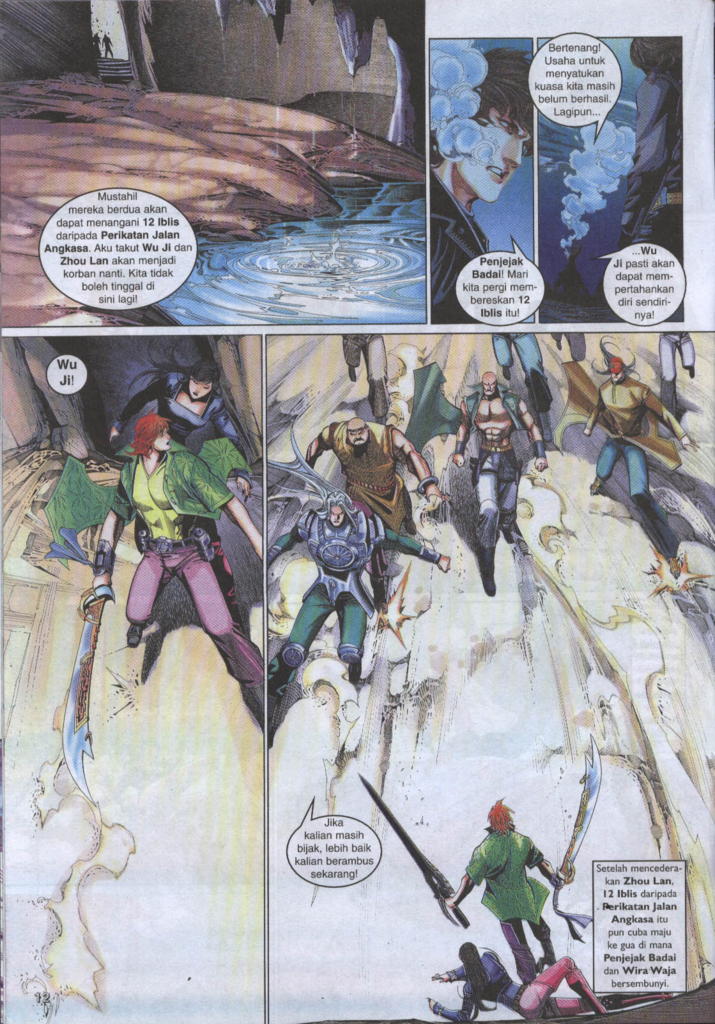 Mustahil
mereka berdua akan
dapat menangani 12 Iblis
daripada Perikatan Jalan
Angkasa. Aku takut Wu Ji dan
Zhou Lan akan menjadi
korban nanti. Kita tidak
boleh tinggal di
sini lagi!
Penjejak
Badai! Mari
kita pergi mem-
bereskan 12
Iblis itu!
Bertenang!
Usaha untuk
menyatukan
kuasa kita masih
belum berhasil.
Lagipun...
...Wu
Ji pasti akan
dapat mem-
pertahankan
diri sendiri-
nya!
Wu
Ji!
Jika
kalian masih
bijak, lebih baik
kalian berambus
sekarang!
Setelah mencedera-
kan Zhou Lan,
12 Iblis daripada
Perikatan Jalan
Angkasa itu
pun cuba maju
ke gua di mana
Penjejak Badai
dan Wira Waja
bersembunyi.
12